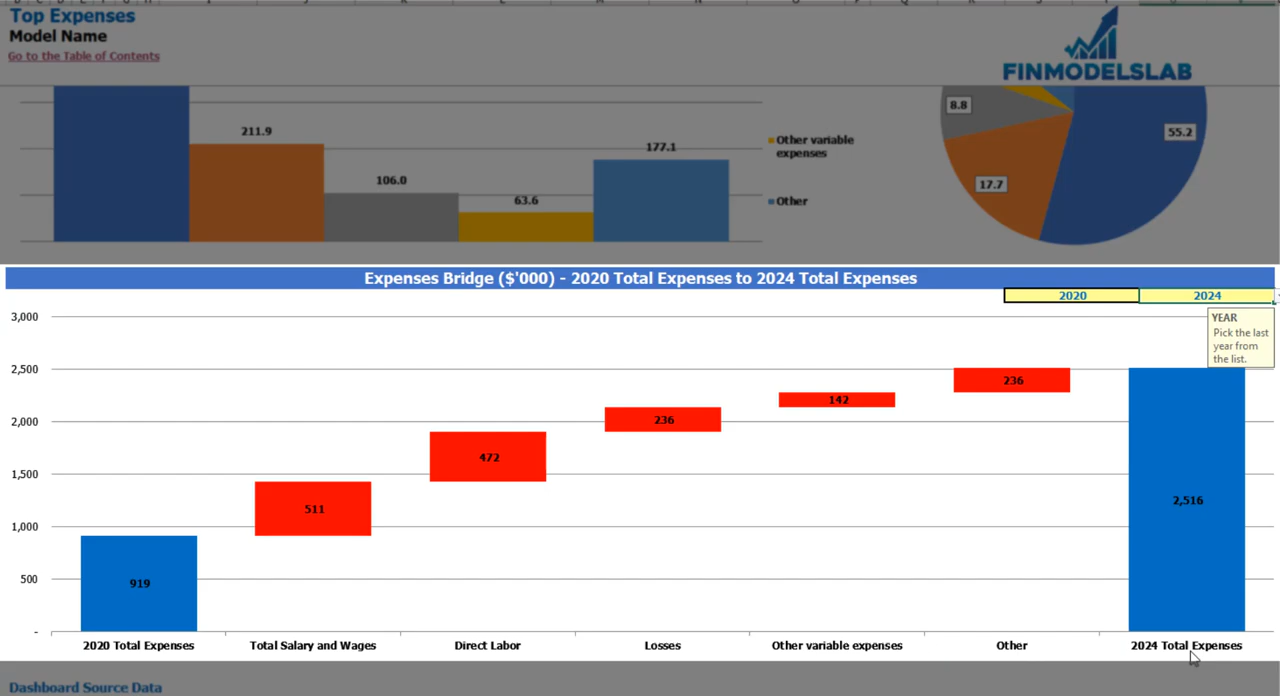 Top Expenses
Model Name
Go to the Table of Contents
FINMODELSLAB
211.9
106.0
63.6
177.1
Other variable
expenses
Other
8.8
55.2
17.7
Expenses Bridge ($'000) - 2020 Total Expenses to 2024 Total Expenses
2020
2024
YEAR
Pick the last
year from
the list.
3,000
2,500
2,000
1,500
1,000
500
-
919
511
472
236
142
236
2,516
2020 Total Expenses
Total Salary and Wages
Direct Labor
Losses
Other variable expenses
Other
2024 Total Expenses
Dashboard Source Data